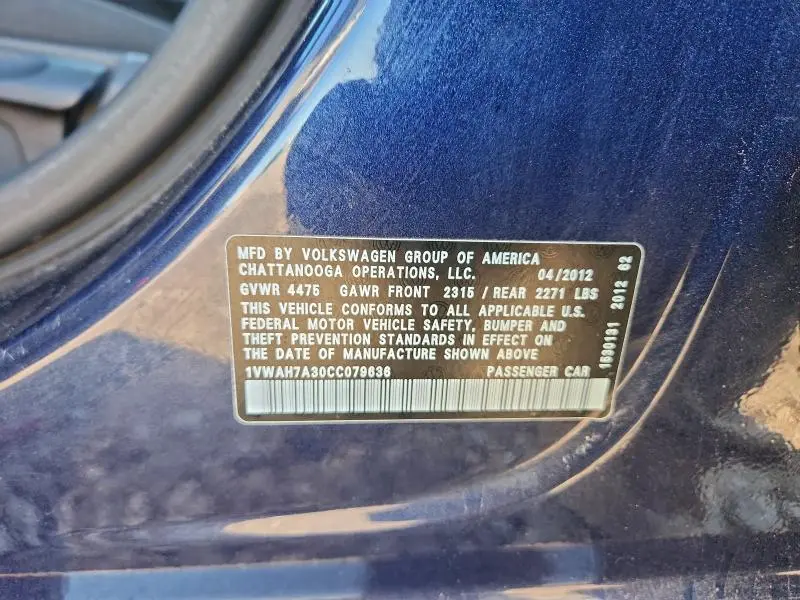 MFD BY VOLKSWAGEN GROUP OF AMERICA
CHATTANOOGA OPERATIONS, LLC. 04/2012
GVWR 4475 GAWR FRONT 2315 / REAR 2271 LBS
THIS VEHICLE CONFORMS TO ALL APPLICABLE U.S.
FEDERAL MOTOR VEHICLE SAFETY, BUMPER AND
THEFT PREVENTION STANDARDS IN EFFECT ON
THE DATE OF MANUFACTURE SHOWN ABOVE
1VWAH7A30CC079636 PASSENGER CAR
1590131 2012 62